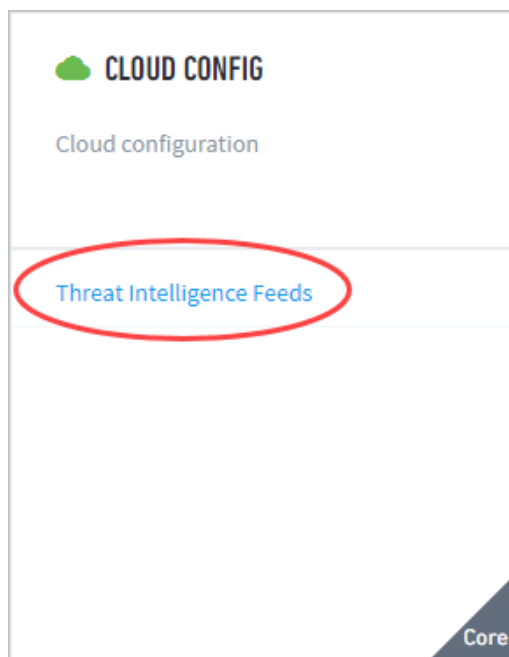 CLOUD CONFIG
Cloud configuration
Threat Intelligence Feeds
Core